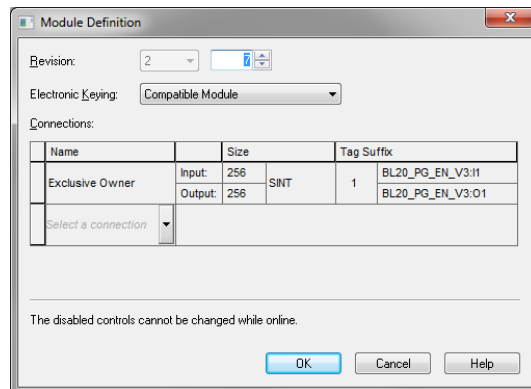 Module Definition
Revision: 2 7
Electronic Keying: Compatible Module
Connections:
Name Size Tag Suffix
Exclusive Owner Input: 256 SINT 1 BL20_PG_EN_V3:I1
Output: 256 BL20_PG_EN_V3:O1
Select a connection
The disabled controls cannot be changed while online.
OK Cancel Help